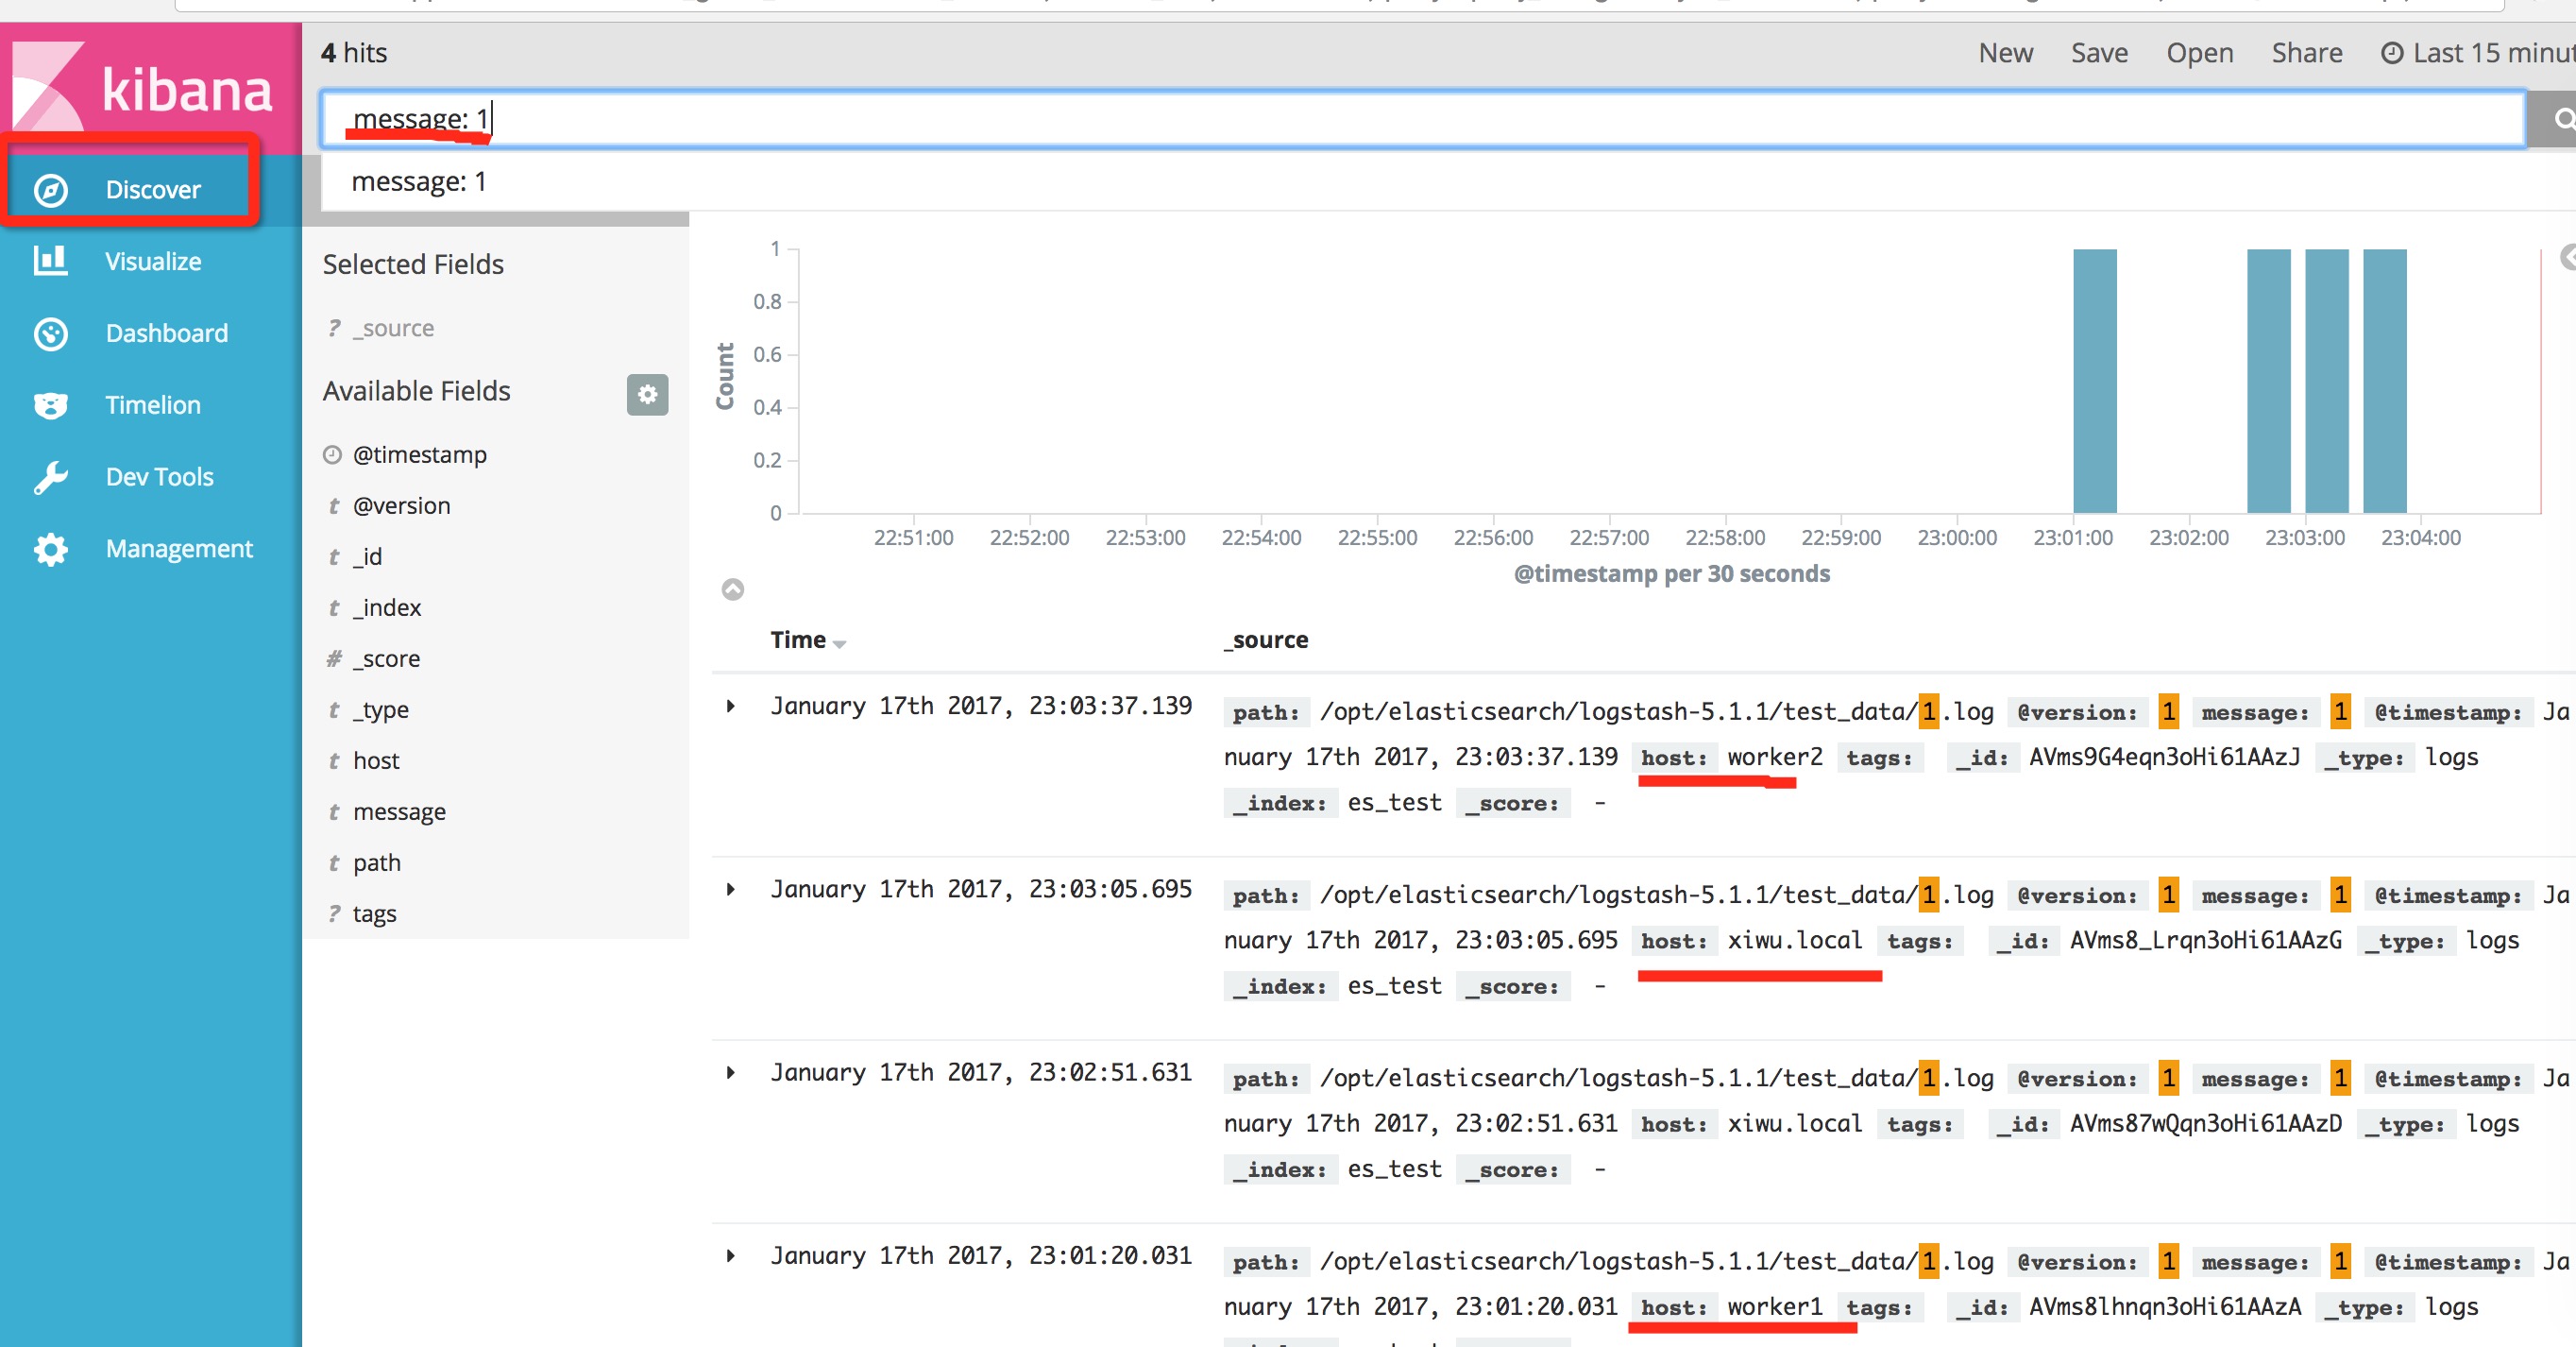 4 hits
New Save Open Share Last 15 minut
kibana
message: 1
message: 1
Discover
Visualize
Dashboard
Timelion
Dev Tools
Management
Selected Fields
? _source
Available Fields
@timestamp
t @version
t _id
t _index
# _score
t _type
t host
t message
t path
? tags
Count
1
0.8
0.6
0.4
0.2
0
22:51:00 22:52:00 22:53:00 22:54:00 22:55:00 22:56:00 22:57:00 22:58:00 22:59:00 23:00:00 23:01:00 23:02:00 23:03:00 23:04:00
@timestamp per 30 seconds
Time _source
January 17th 2017, 23:03:37.139 path: /opt/elasticsearch/logstash-5.1.1/test_data/1.log @version: 1 message: 1 @timestamp: Ja
nuary 17th 2017, 23:03:37.139 host: worker2 tags: _id: AVms9G4eqn3oHi61AAzJ _type: logs
_index: es_test _score: -
January 17th 2017, 23:03:05.695 path: /opt/elasticsearch/logstash-5.1.1/test_data/1.log @version: 1 message: 1 @timestamp: Ja
nuary 17th 2017, 23:03:05.695 host: xiwu.local tags: _id: AVms8_Lrqn3oHi61AAzG _type: logs
_index: es_test _score: -
January 17th 2017, 23:02:51.631 path: /opt/elasticsearch/logstash-5.1.1/test_data/1.log @version: 1 message: 1 @timestamp: Ja
nuary 17th 2017, 23:02:51.631 host: xiwu.local tags: _id: AVms87wQqn3oHi61AAzD _type: logs
_index: es_test _score: -
January 17th 2017, 23:01:20.031 path: /opt/elasticsearch/logstash-5.1.1/test_data/1.log @version: 1 message: 1 @timestamp: Ja
nuary 17th 2017, 23:01:20.031 host: worker1 tags: _id: AVms8lhnqn3oHi61AAzA _type: logs